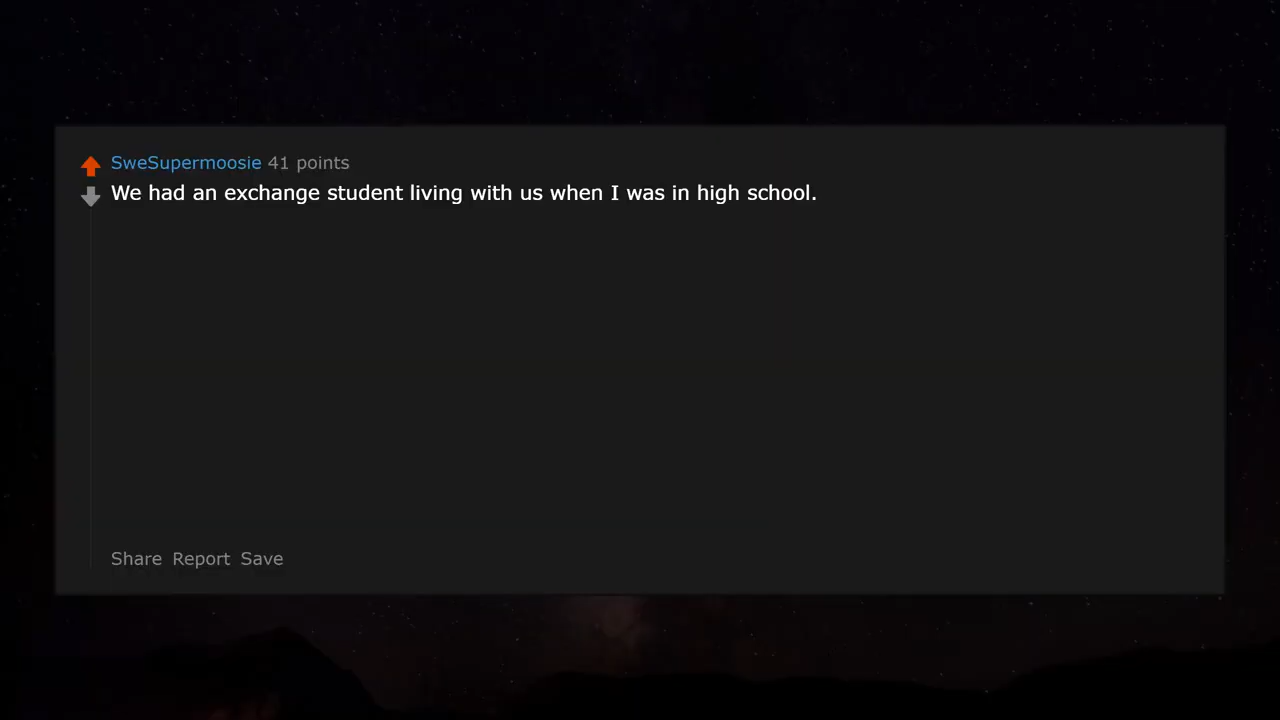 SweSupermoosie 41 points
We had an exchange student living with us when I was in high school.
Share Report Save